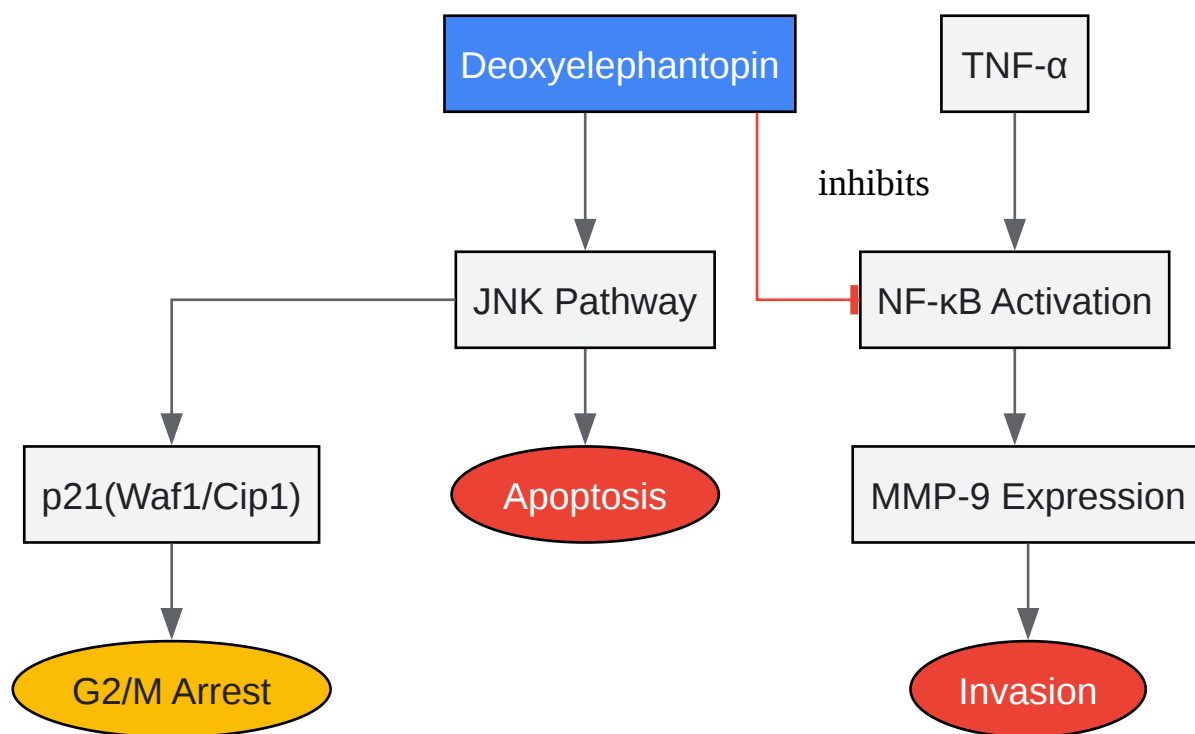 Deoxyelephantopin
TNF-α
inhibits
JNK Pathway
NF-κB Activation
p21(Waf1/Cip1)
Apoptosis
MMP-9 Expression
G2/M Arrest
Invasion